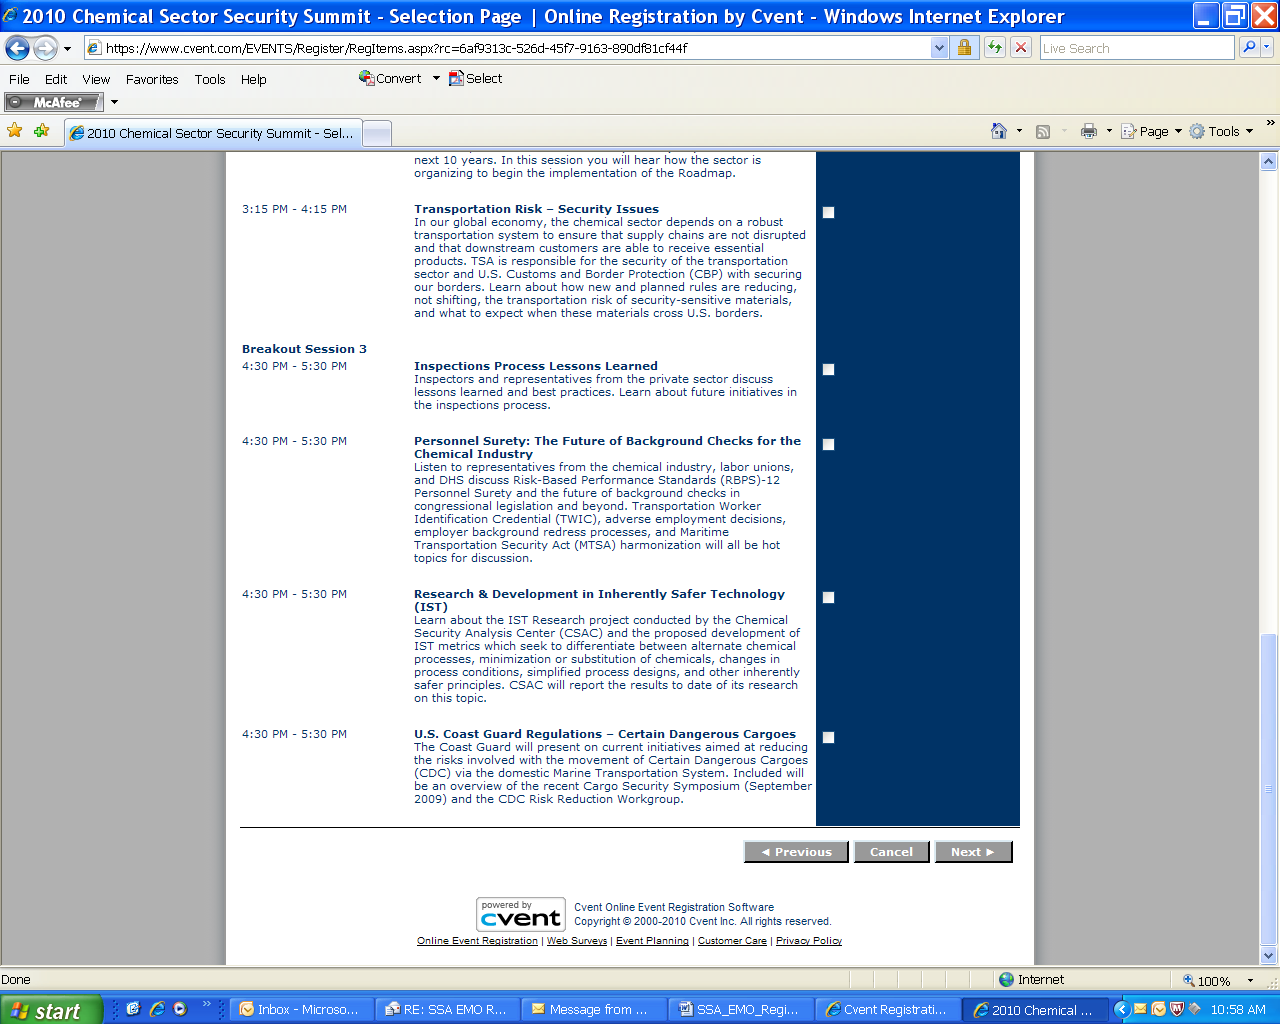 2010 Chemical Sector Security Summit - Selection Page | Online Registration by Cvent - Windows Internet Explorer
https://www.cvent.com/EVENTS/Register/RegItems.aspx?rc=6af9313c-526d-45f7-9163-890df81cf44f
Live Search
File Edit View Favorites Tools Help
Convert Select
McAfee
2010 Chemical Sector Security Summit - Sel...
Page Tools »
next 10 years. In this session you will hear how the sector is
organizing to begin the implementation of the Roadmap.
3:15 PM - 4:15 PM
Transportation Risk – Security Issues
In our global economy, the chemical sector depends on a robust
transportation system to ensure that supply chains are not disrupted
and that downstream customers are able to receive essential
products. TSA is responsible for the security of the transportation
sector and U.S. Customs and Border Protection (CBP) with securing
our borders. Learn about how new and planned rules are reducing,
not shifting, the transportation risk of security-sensitive materials,
and what to expect when these materials cross U.S. borders.
Breakout Session 3
4:30 PM - 5:30 PM
Inspections Process Lessons Learned
Inspectors and representatives from the private sector discuss
lessons learned and best practices. Learn about future initiatives in
the inspections process.
4:30 PM - 5:30 PM
Personnel Surety: The Future of Background Checks for the
Chemical Industry
Listen to representatives from the chemical industry, labor unions,
and DHS discuss Risk-Based Performance Standards (RBPS)-12
Personnel Surety and the future of background checks in
congressional legislation and beyond. Transportation Worker
Identification Credential (TWIC), adverse employment decisions,
employer background redress processes, and Maritime
Transportation Security Act (MTSA) harmonization will all be hot
topics for discussion.
4:30 PM - 5:30 PM
Research & Development in Inherently Safer Technology
(IST)
Learn about the IST Research project conducted by the Chemical
Security Analysis Center (CSAC) and the proposed development of
IST metrics which seek to differentiate between alternate chemical
processes, minimization or substitution of chemicals, changes in
process conditions, simplified process designs, and other inherently
safer principles. CSAC will report the results to date of its research
on this topic.
4:30 PM - 5:30 PM
U.S. Coast Guard Regulations – Certain Dangerous Cargoes
The Coast Guard will present on current initiatives aimed at reducing
the risks involved with the movement of Certain Dangerous Cargoes
(CDC) via the domestic Marine Transportation System. Included will
be an overview of the recent Cargo Security Symposium (September
2009) and the CDC Risk Reduction Workgroup.
◄ Previous Cancel Next ►
powered by
cvent
Cvent Online Event Registration Software
Copyright © 2000-2010 Cvent Inc. All rights reserved.
Online Event Registration | Web Surveys | Event Planning | Customer Care | Privacy Policy
Done Internet 100%
start » Inbox - Microso... RE: SSA EMO R... Message from ... SSA_EMO_Regi... Cvent Registrati... 2010 Chemical ... 10:58 AM